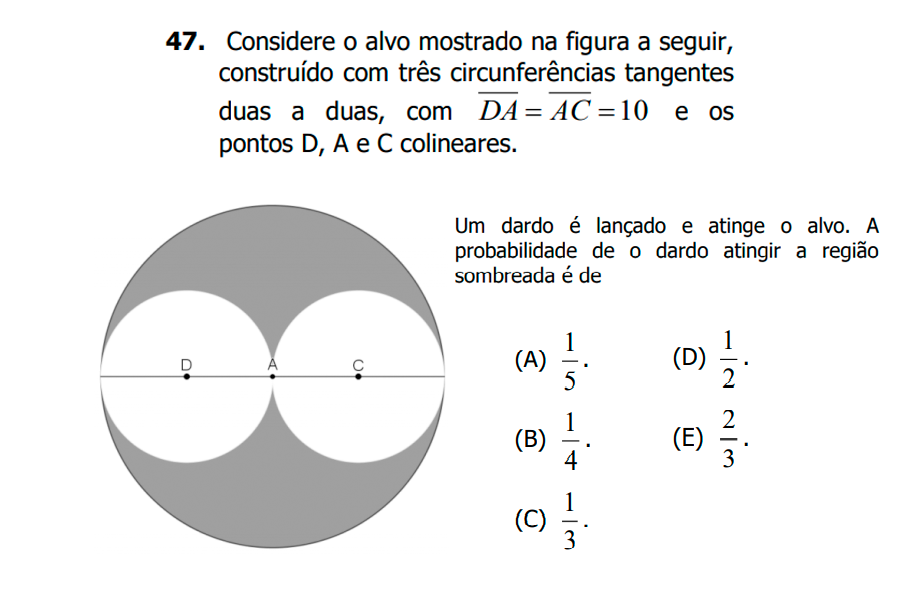 47. Considere o alvo mostrado na figura a seguir,
construído com três circunferências tangentes
duas a duas, com $\overline{DA} = \overline{AC} = 10$ e os
pontos D, A e C colineares.
D A C
Um dardo é lançado e atinge o alvo. A
probabilidade de o dardo atingir a região
sombreada é de
(A) $\frac{1}{5}$. (D) $\frac{1}{2}$.
(B) $\frac{1}{4}$. (E) $\frac{2}{3}$.
(C) $\frac{1}{3}$.